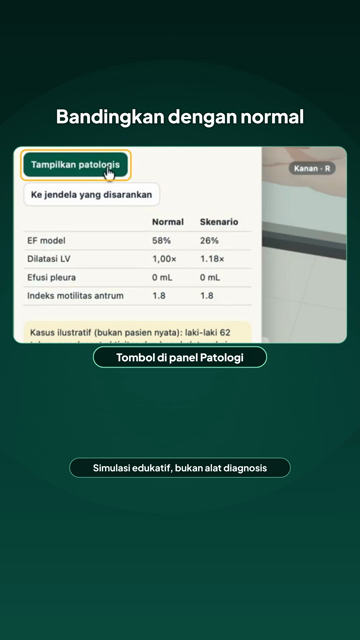 Bandingkan dengan normal
Tampilkan patologis
Kanan · R
Ke jendela yang disarankan
Normal Skenario
EF model 58% 26%
Dilatasi LV 1,00× 1.18×
Efusi pleura 0 mL 0 mL
Indeks motilitas antrum 1.8 1.8
Kasus ilustratif (bukan pasien nyata): laki-laki 62
Tombol di panel Patologi
Simulasi edukatif, bukan alat diagnosis